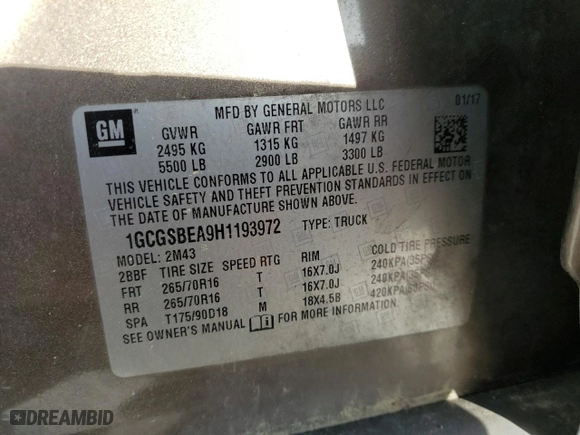 GM
MFD BY GENERAL MOTORS LLC 01/17
GVWR GAWR FRT GAWR RR
2495 KG 1315 KG 1497 KG
5500 LB 2900 LB 3300 LB
THIS VEHICLE CONFORMS TO ALL APPLICABLE U.S. FEDERAL MOTOR
VEHICLE SAFETY AND THEFT PREVENTION STANDARDS IN EFFECT ON
THE DATE OF MANUFACTURE SHOWN ABOVE.
1GCGSBEA9H1193972 TYPE: TRUCK
MODEL: 2M43
2BBF TIRE SIZE SPEED RTG RIM COLD TIRE PRESSURE
FRT 265/70R16 T 16X7.0J 240KPA(35PSI)
RR 265/70R16 T 16X7.0J 240KPA(35PSI)
SPA T175/90D18 M 18X4.5B 420KPA(60PSI)
SEE OWNER'S MANUAL FOR MORE INFORMATION
DREAMBID